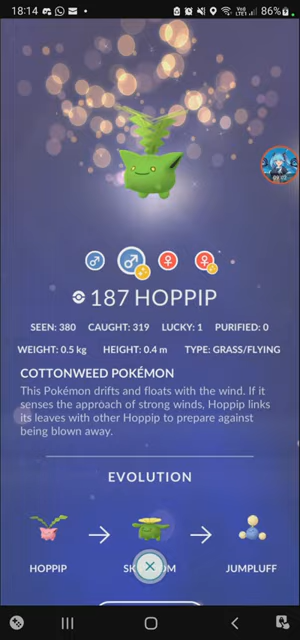 18:14
VoLTE1 86%
09:03
187 HOPPIP
SEEN: 380 CAUGHT: 319 LUCKY: 1 PURIFIED: 0
WEIGHT: 0.5 kg HEIGHT: 0.4 m TYPE: GRASS/FLYING
COTTONWEED POKÉMON
This Pokémon drifts and floats with the wind. If it
senses the approach of strong winds, Hoppip links
its leaves with other Hoppip to prepare against
being blown away.
EVOLUTION
HOPPIP JUMPLUFF